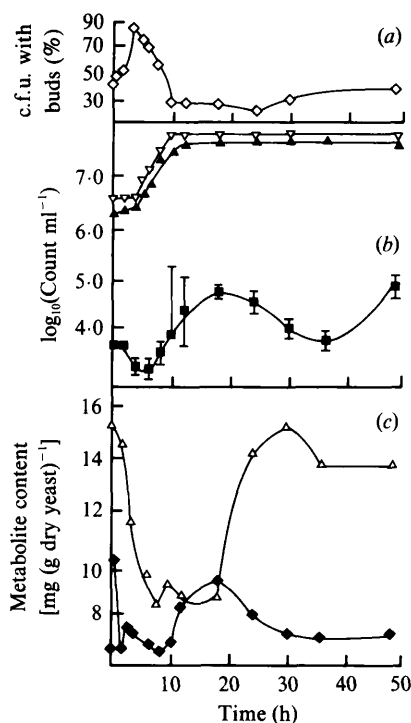 (a)
c.f.u. with
buds (%)
90
70
50
30
(b)
log10(Count ml−1)
7·0
6·0
5·0
4·0
(c)
Metabolite content
[mg (g dry yeast)−1]
16
14
12
10
8
0
10
20
30
40
50
Time (h)